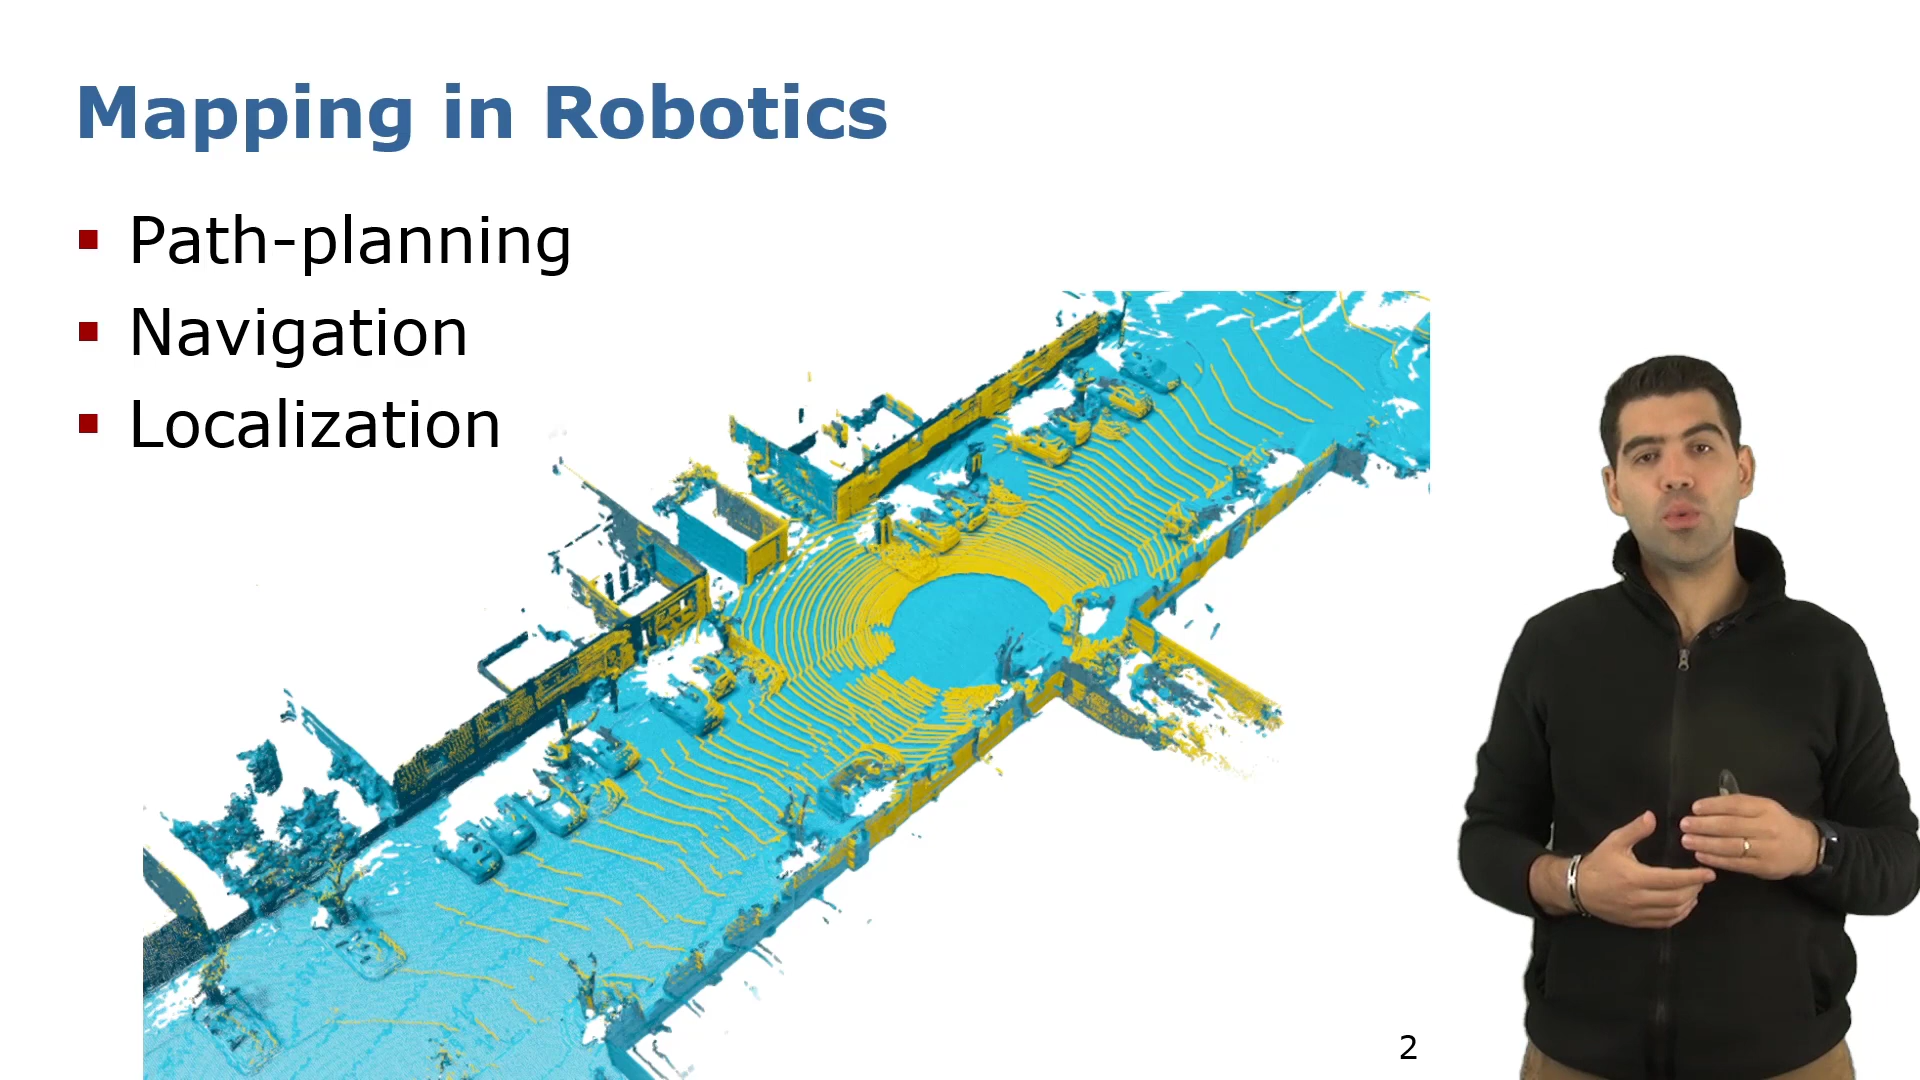 Mapping in Robotics
Path-planning
Navigation
Localization
2